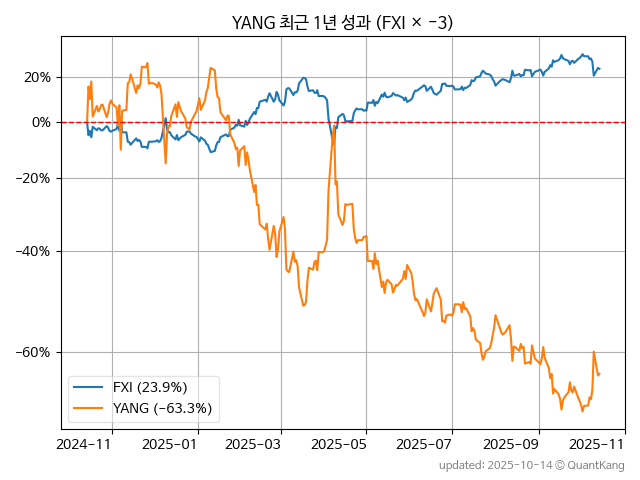 YANG 최근 1년 성과 (FXI × −3)
20%
0%
−20%
−40%
−60%
FXI (23.9%)
YANG (−63.3%)
2024-11 2025-01 2025-03 2025-05 2025-07 2025-09 2025-11
updated: 2025-10-14 © QuantKang